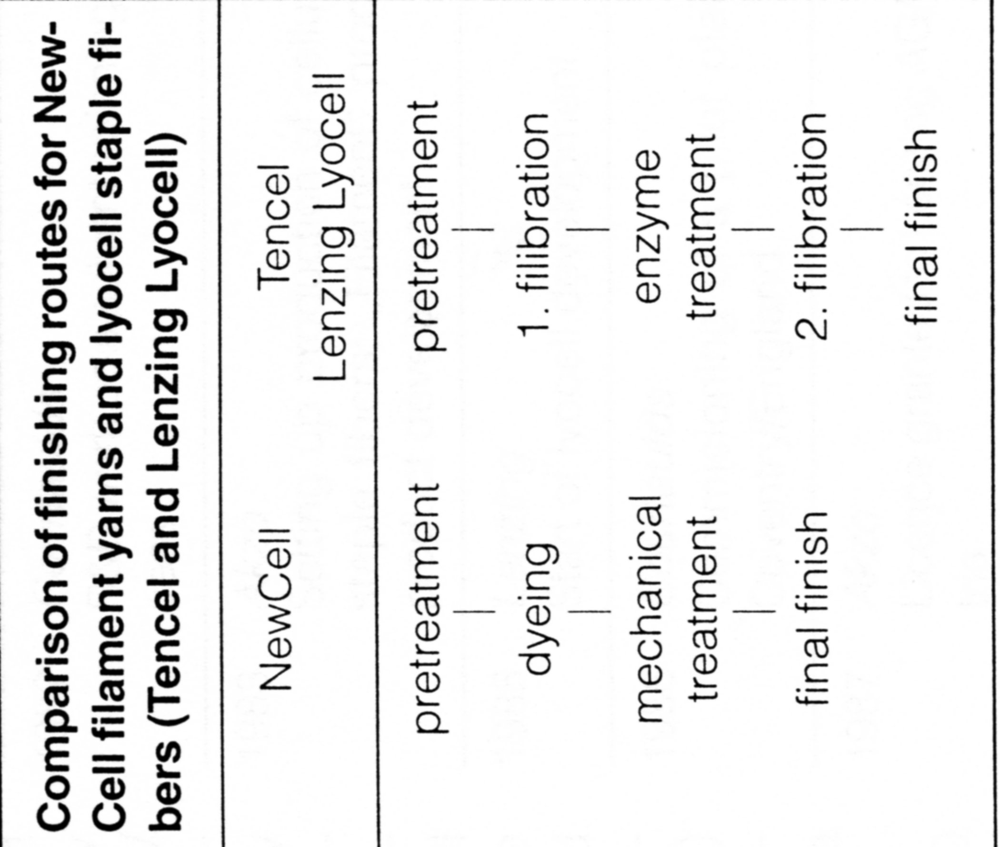 Comparison of finishing routes for New-
Cell filament yarns and lyocell staple fi-
bers (Tencel and Lenzing Lyocell)
NewCell Tencel
Lenzing Lyocell
pretreatment pretreatment
dyeing 1. filibration
mechanical enzyme
treatment treatment
final finish 2. filibration
final finish